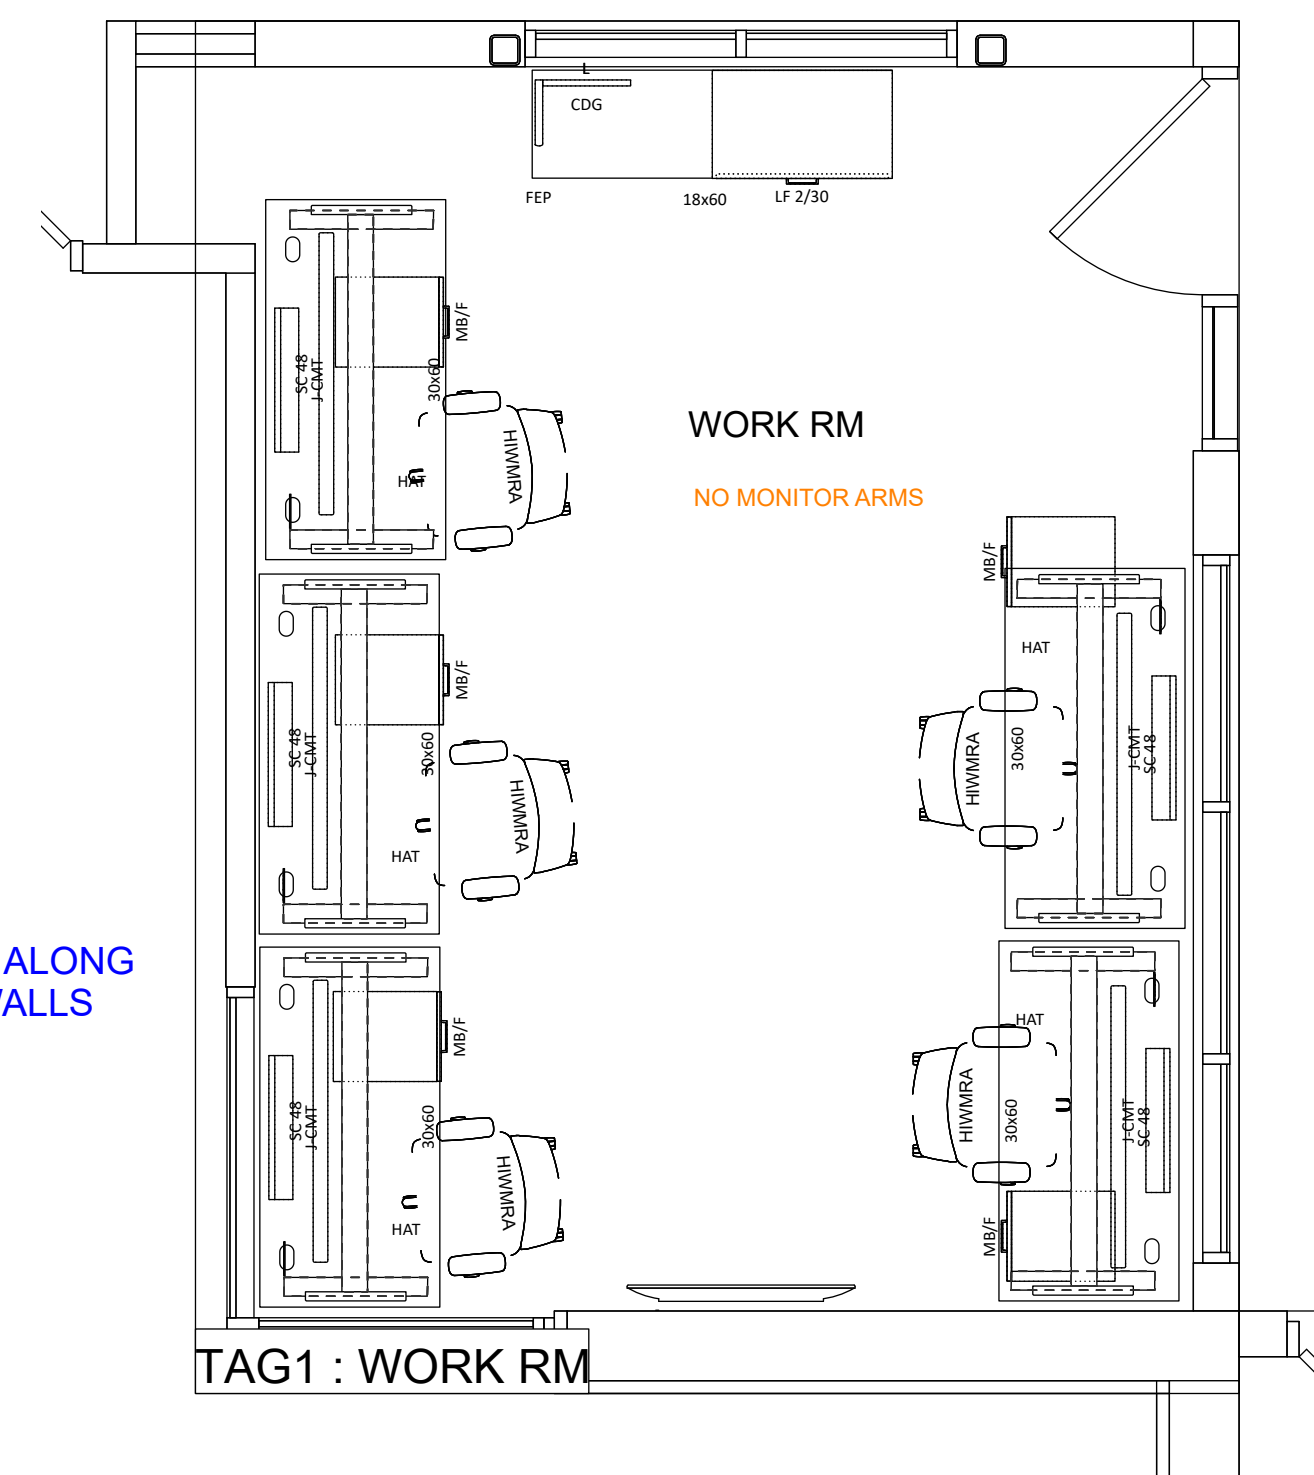 L
CDG
FEP
18x60
LF 2/30
MB/F
SC 48
J-CMT
30x60
HAT
HIWMRA
WORK RM
NO MONITOR ARMS
MB/F
SC 48
J-CMT
30x60
HAT
HIWMRA
MB/F
HAT
HIWMRA
30x60
J-CMT
SC 48
ALONG
WALLS
MB/F
SC 48
J-CMT
30x60
HAT
HIWMRA
HAT
HIWMRA
30x60
J-CMT
SC 48
MB/F
TAG1 : WORK RM